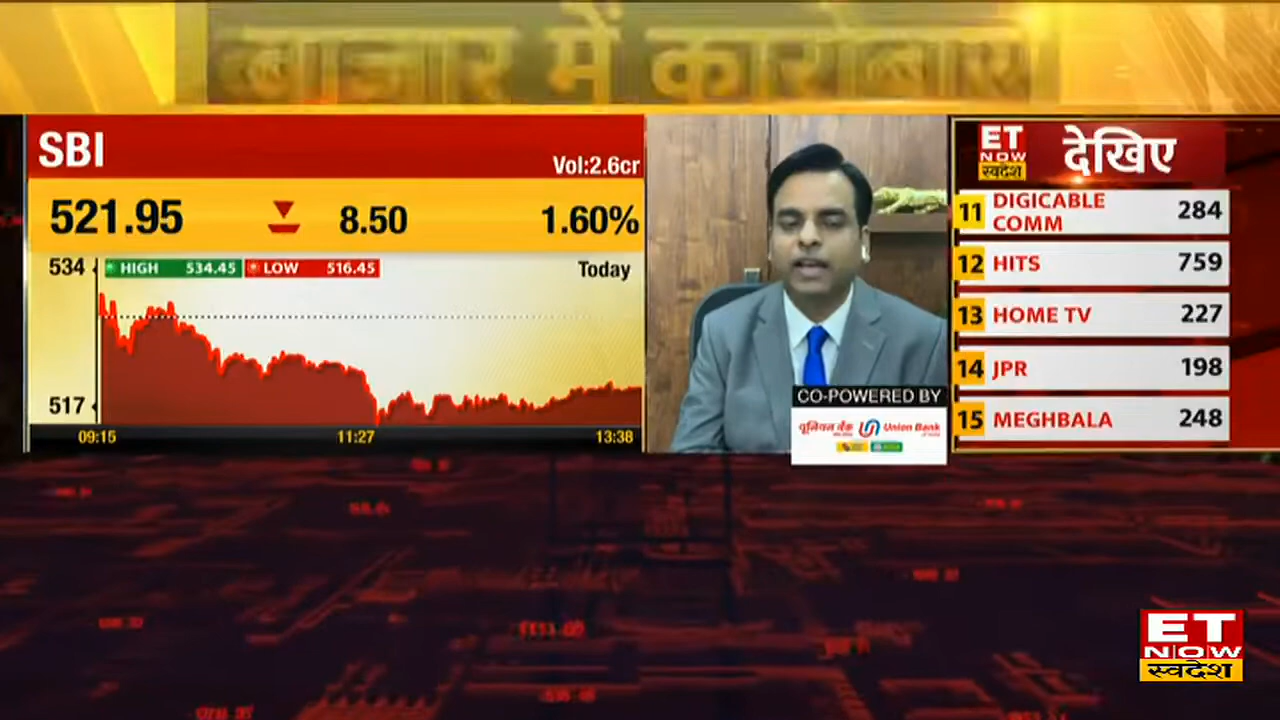 बाजार में कारोबार
SBI
Vol:2.6cr
521.95
8.50
1.60%
534
HIGH 534.45
LOW 516.45
Today
517
09:15
11:27
13:38
CO-POWERED BY
यूनियन बैंक
Union Bank
ET
NOW
स्वदेश
देखिए
11 DIGICABLE COMM 284
12 HITS 759
13 HOME TV 227
14 JPR 198
15 MEGHBALA 248
ET
NOW
स्वदेश